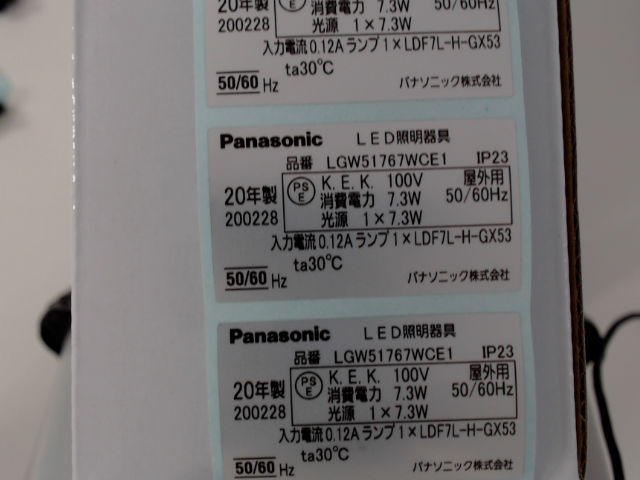 20年製 PS E 消費電力 7.3W 50/60Hz
200228 光源 1×7.3W
入力電流0.12A ランプ1×LDF7L-H-GX53
ta30℃
50/60 Hz パナソニック株式会社
Panasonic LED照明器具
品番 LGW51767WCE1 IP23
20年製 PS E K.E.K. 100V 屋外用
消費電力 7.3W 50/60Hz
200228 光源 1×7.3W
入力電流0.12A ランプ1×LDF7L-H-GX53
ta30℃
50/60 Hz パナソニック株式会社
Panasonic LED照明器具
品番 LGW51767WCE1 IP23
20年製 PS E K.E.K. 100V 屋外用
消費電力 7.3W 50/60Hz
200228 光源 1×7.3W
入力電流0.12A ランプ1×LDF7L-H-GX53
ta30℃
50/60 Hz パナソニック株式会社